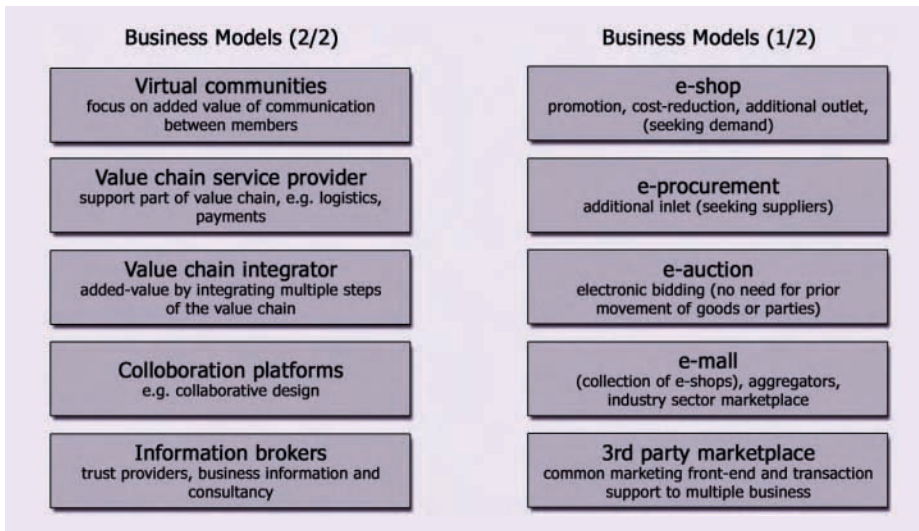 Business Models (2/2)
Virtual communities
focus on added value of communication
between members
Value chain service provider
support part of value chain, e.g. logistics,
payments
Value chain integrator
added-value by integrating multiple steps
of the value chain
Colloboration platforms
e.g. collaborative design
Information brokers
trust providers, business information and
consultancy
Business Models (1/2)
e-shop
promotion, cost-reduction, additional outlet,
(seeking demand)
e-procurement
additional inlet (seeking suppliers)
e-auction
electronic bidding (no need for prior
movement of goods or parties)
e-mall
(collection of e-shops), aggregators,
industry sector marketplace
3rd party marketplace
common marketing front-end and transaction
support to multiple business